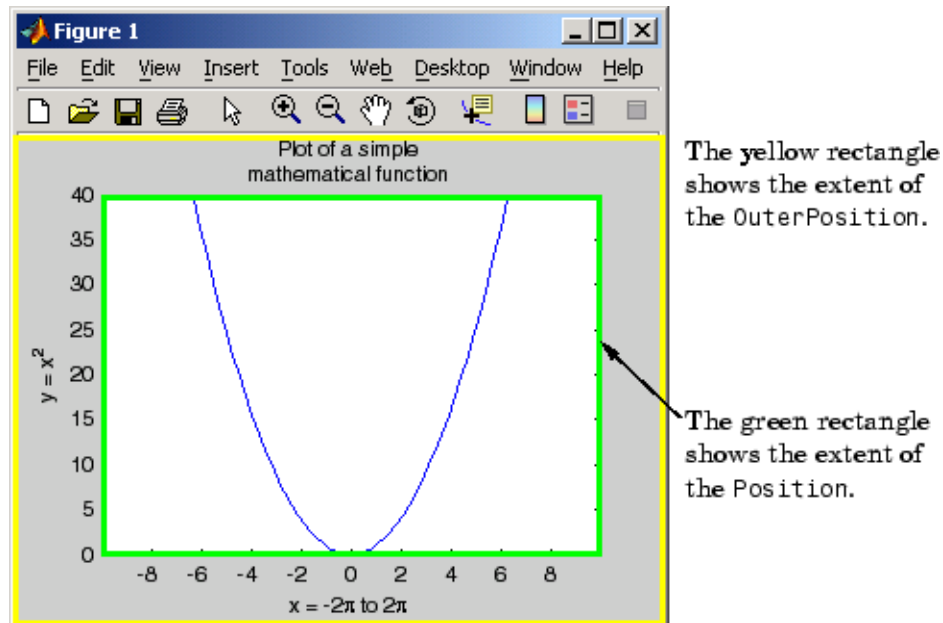 Figure 1
File Edit View Insert Tools Web Desktop Window Help
Plot of a simple
mathematical function
40
35
30
25
20
15
10
5
0
y = x²
-8 -6 -4 -2 0 2 4 6 8
x = -2π to 2π
The yellow rectangle
shows the extent of
the OuterPosition.
The green rectangle
shows the extent of
the Position.